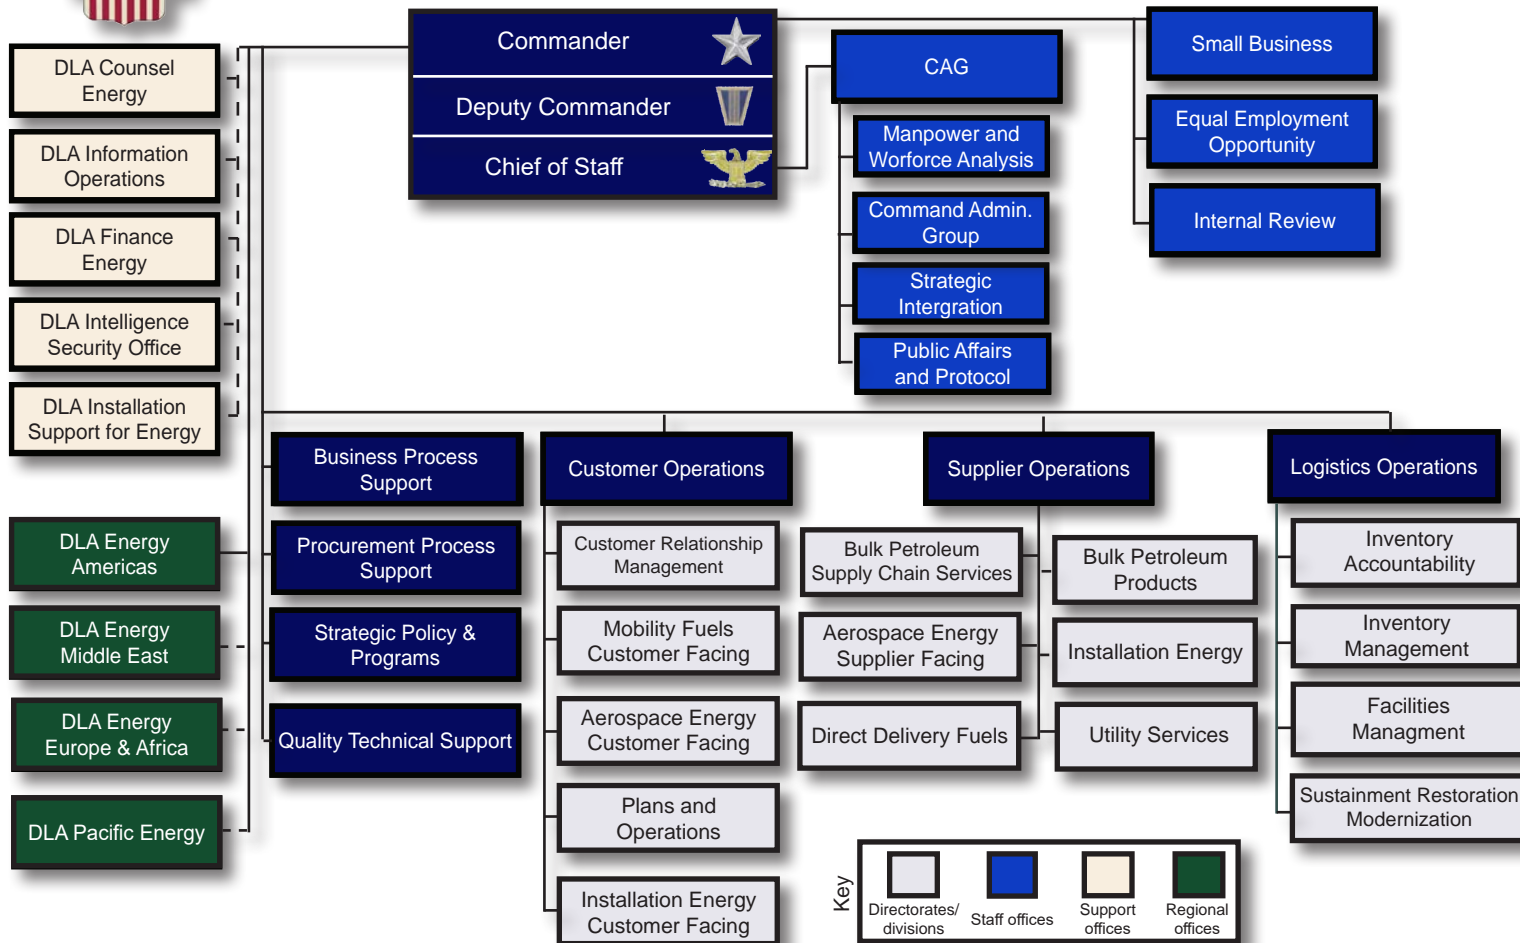 Commander
Deputy Commander
Chief of Staff
CAG
Manpower and
Worforce Analysis
Command Admin.
Group
Strategic
Intergration
Public Affairs
and Protocol
Small Business
Equal Employment
Opportunity
Internal Review
DLA Counsel
Energy
DLA Information
Operations
DLA Finance
Energy
DLA Intelligence
Security Office
DLA Installation
Support for Energy
DLA Energy
Americas
DLA Energy
Middle East
DLA Energy
Europe & Africa
DLA Pacific Energy
Business Process
Support
Procurement Process
Support
Strategic Policy &
Programs
Quality Technical Support
Customer Operations
Customer Relationship
Management
Mobility Fuels
Customer Facing
Aerospace Energy
Customer Facing
Plans and
Operations
Installation Energy
Customer Facing
Supplier Operations
Bulk Petroleum
Supply Chain Services
Aerospace Energy
Supplier Facing
Direct Delivery Fuels
Bulk Petroleum
Products
Installation Energy
Utility Services
Logistics Operations
Inventory
Accountability
Inventory
Management
Facilities
Managment
Sustainment Restoration
Modernization
Key
Directorates/
divisions
Staff offices
Support
offices
Regional
offices